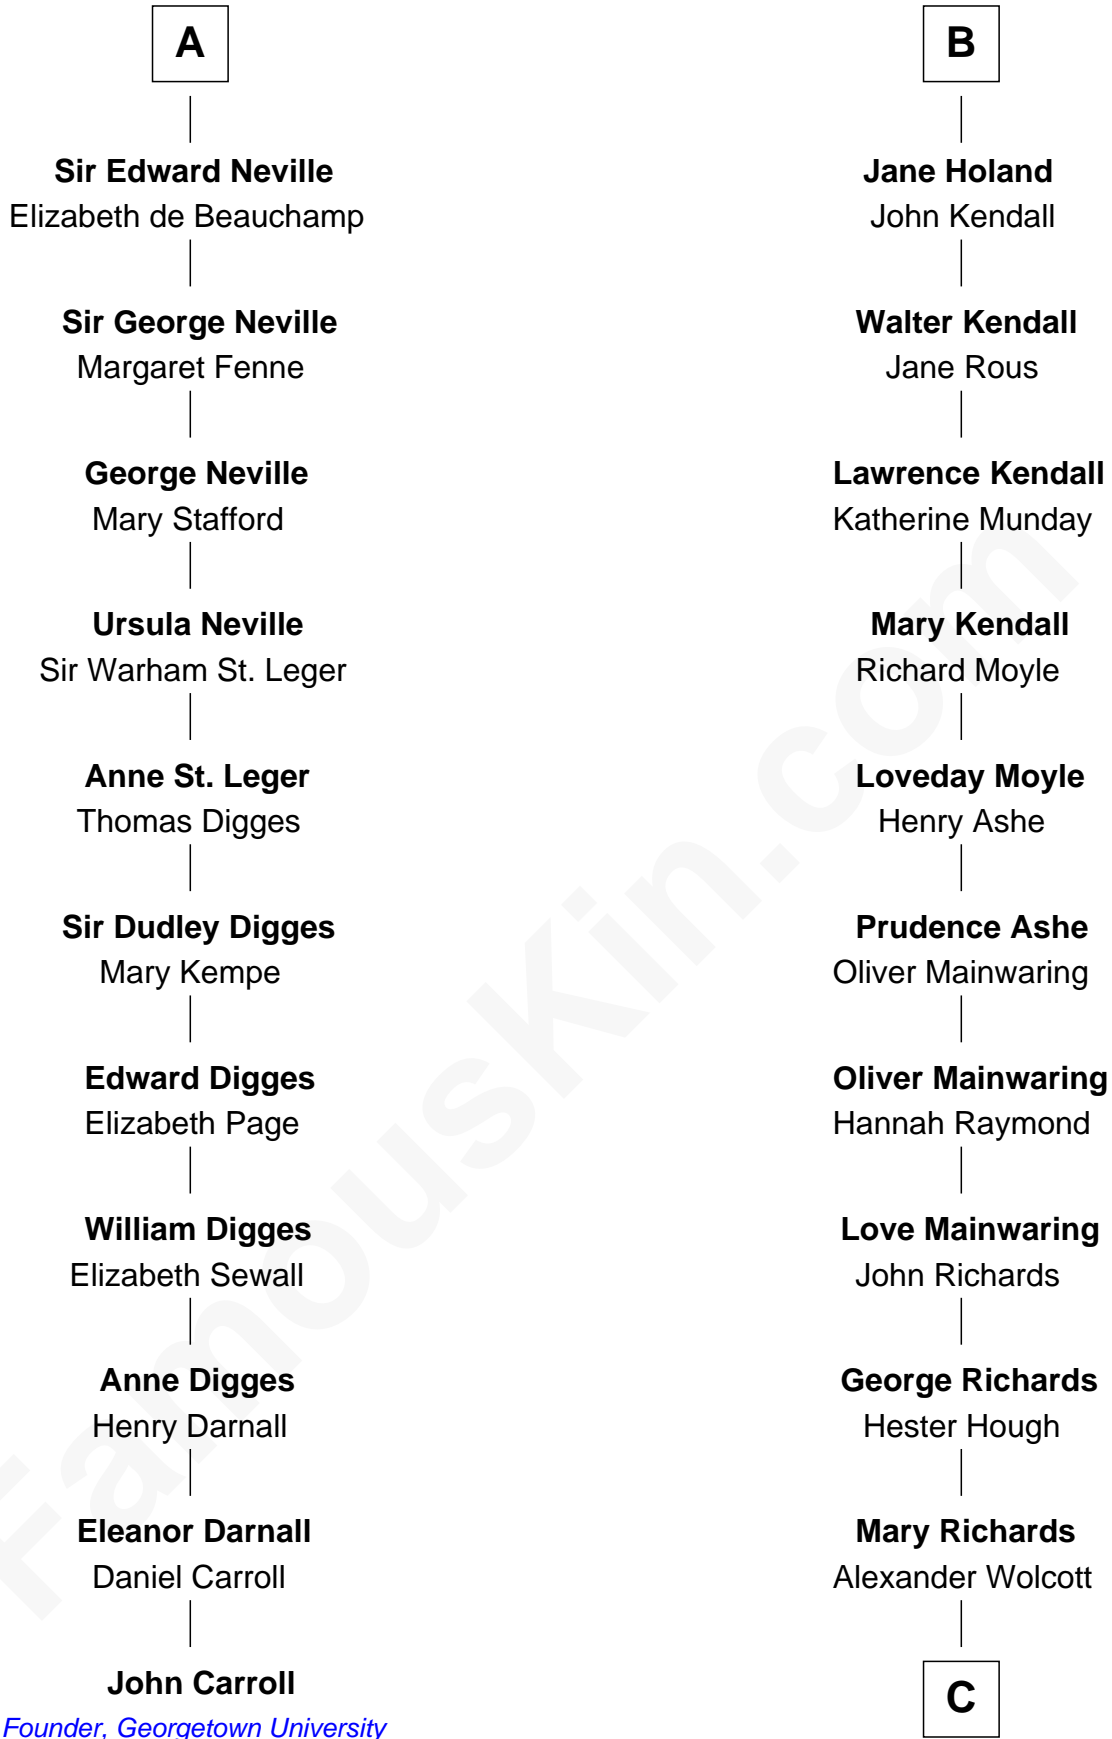 A
Sir Edward Neville
Elizabeth de Beauchamp
Sir George Neville
Margaret Fenne
George Neville
Mary Stafford
Ursula Neville
Sir Warham St. Leger
Anne St. Leger
Thomas Digges
Sir Dudley Digges
Mary Kempe
Edward Digges
Elizabeth Page
William Digges
Elizabeth Sewall
Anne Digges
Henry Darnall
Eleanor Darnall
Daniel Carroll
John Carroll
Founder, Georgetown University
B
Jane Holand
John Kendall
Walter Kendall
Jane Rous
Lawrence Kendall
Katherine Munday
Mary Kendall
Richard Moyle
Loveday Moyle
Henry Ashe
Prudence Ashe
Oliver Mainwaring
Oliver Mainwaring
Hannah Raymond
Love Mainwaring
John Richards
George Richards
Hester Hough
Mary Richards
Alexander Wolcott
C
FamousKin.com